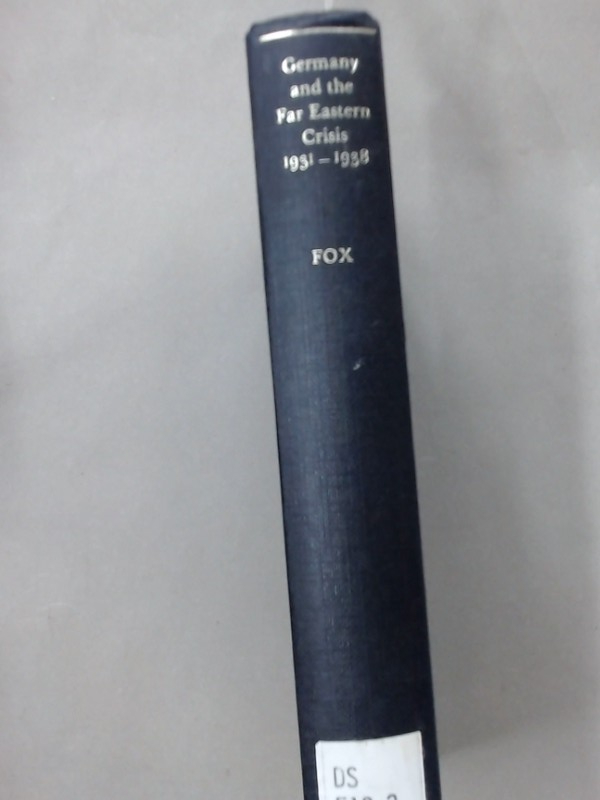 Germany
and the
Far Eastern
Crisis
1931 – 1938
FOX
DS